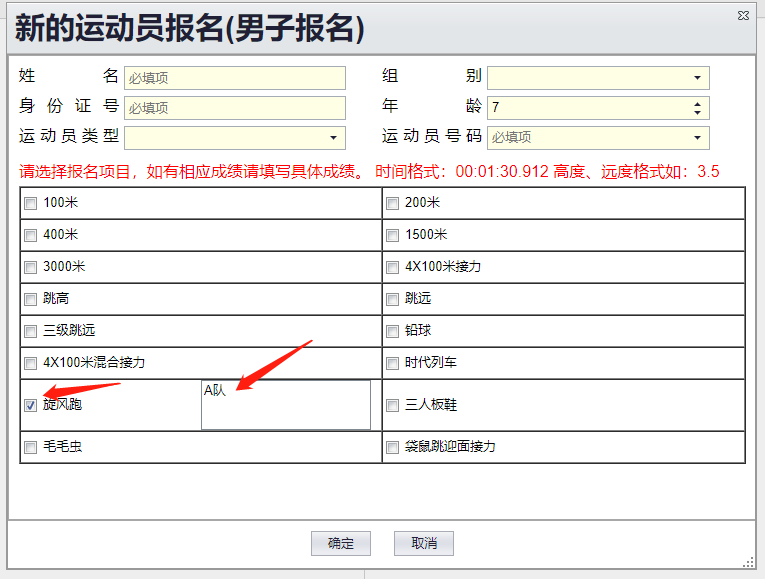 新的运动员报名(男子报名)
姓名 必填项 组别
身份证号 必填项 年龄 7
运动员类型 运动员号码 必填项
请选择报名项目，如有相应成绩请填写具体成绩。 时间格式：00:01:30.912 高度、远度格式如：3.5
100米 200米
400米 1500米
3000米 4X100米接力
跳高 跳远
三级跳远 铅球
4X100米混合接力 时代列车
旋风跑 A队 三人板鞋
毛毛虫 袋鼠跳迎面接力
确定 取消